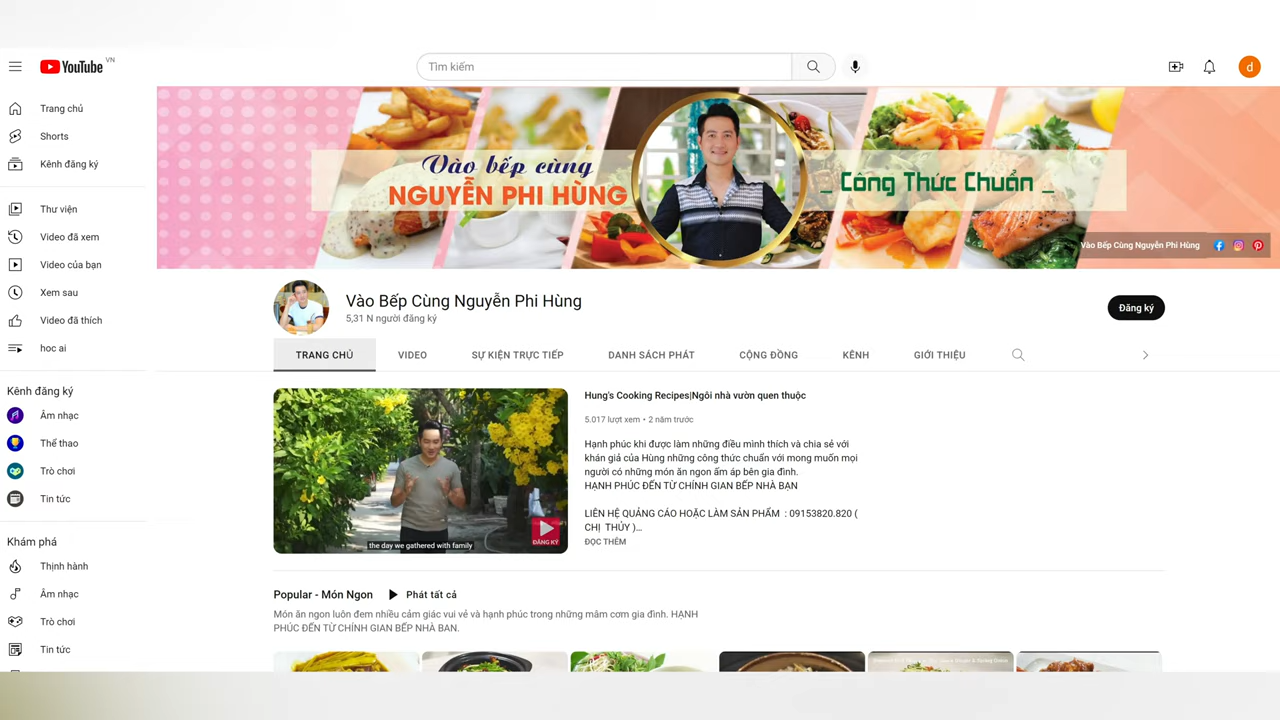 YouTube VN
Tìm kiếm
d
Trang chủ
Shorts
Kênh đăng ký
Thư viện
Video đã xem
Video của bạn
Xem sau
Video đã thích
hoc ai
Kênh đăng ký
Âm nhạc
Thể thao
Trò chơi
Tin tức
Khám phá
Thịnh hành
Âm nhạc
Trò chơi
Tin tức
Vào bếp cùng
NGUYỄN PHI HÙNG
_ Công Thức Chuẩn _
Vào Bếp Cùng Nguyễn Phi Hùng
Vào Bếp Cùng Nguyễn Phi Hùng
5,31 N người đăng ký
Đăng ký
TRANG CHỦ VIDEO SỰ KIỆN TRỰC TIẾP DANH SÁCH PHÁT CỘNG ĐỒNG KÊNH GIỚI THIỆU
the day we gathered with family
ĐĂNG KÝ
Hung's Cooking Recipes|Ngôi nhà vườn quen thuộc
5.017 lượt xem • 2 năm trước
Hạnh phúc khi được làm những điều mình thích và chia sẻ với
khán giả của Hùng những công thức chuẩn với mong muốn mọi
người có những món ăn ngon ấm áp bên gia đình.
HẠNH PHÚC ĐẾN TỪ CHÍNH GIAN BẾP NHÀ BẠN
LIÊN HỆ QUẢNG CÁO HOẶC LÀM SẢN PHẨM : 09153820.820 (
CHỊ THỦY )...
ĐỌC THÊM
Popular - Món Ngon Phát tất cả
Món ăn ngon luôn đem nhiều cảm giác vui vẻ và hạnh phúc trong những mâm cơm gia đình. HẠNH
PHÚC ĐẾN TỪ CHÍNH GIAN BẾP NHÀ BẠN.